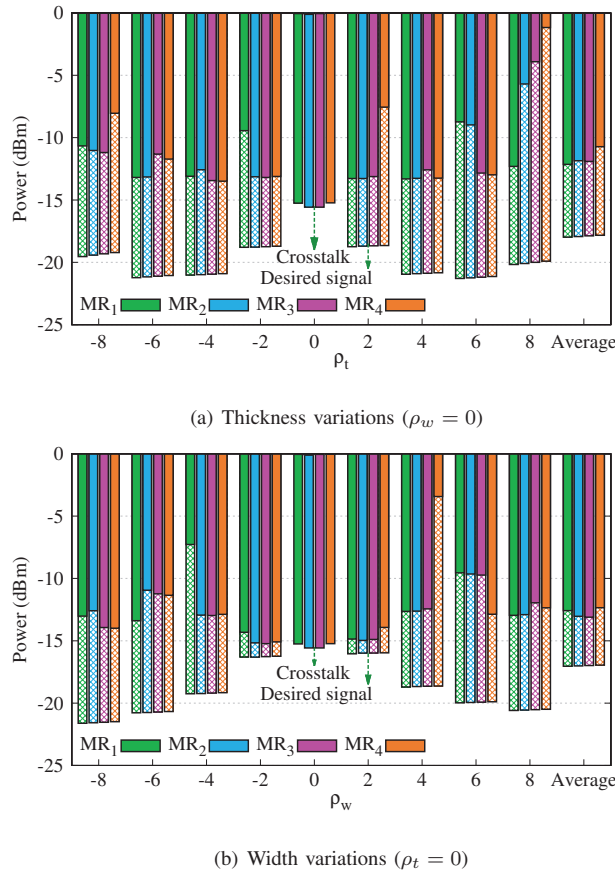 0
-5
-10
-15
-20
-25
Power (dBm)
Crosstalk
Desired signal
MR1 MR2 MR3 MR4
-8 -6 -4 -2 0 2 4 6 8 Average
ρt
(a) Thickness variations (ρw = 0)
0
-5
-10
-15
-20
-25
Power (dBm)
Crosstalk
Desired signal
MR1 MR2 MR3 MR4
-8 -6 -4 -2 0 2 4 6 8 Average
ρw
(b) Width variations (ρt = 0)